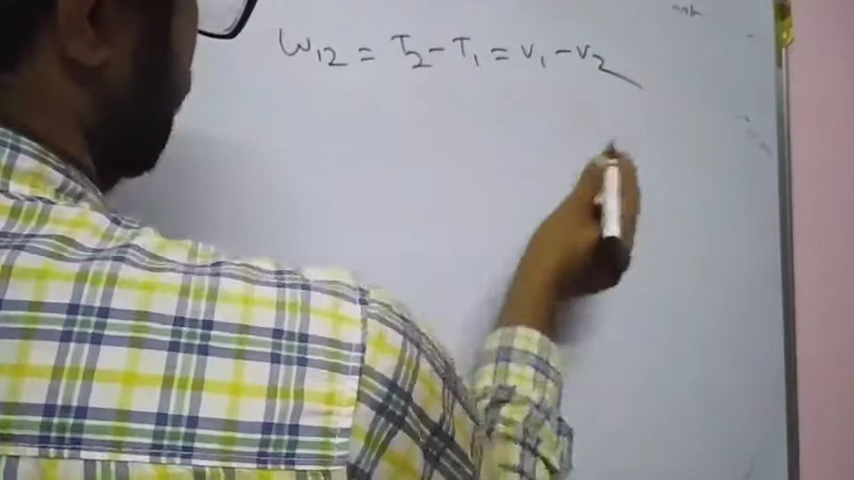 W12 = T2 - T1 = V1 - V2